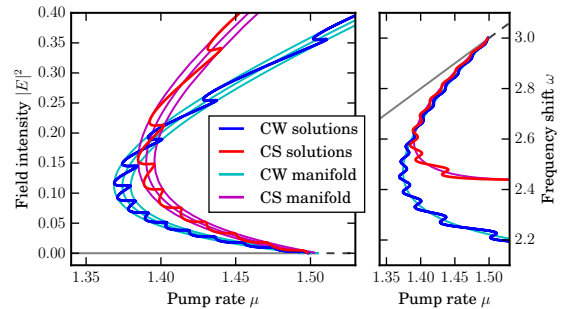 0.40
0.35
0.30
0.25
0.20
0.15
0.10
0.05
0.00
Field intensity |E|²
1.35 1.40 1.45 1.50
Pump rate μ
CW solutions
CS solutions
CW manifold
CS manifold
3.0
2.8
2.6
2.4
2.2
Frequency shift ω
1.35 1.40 1.45 1.50
Pump rate μ